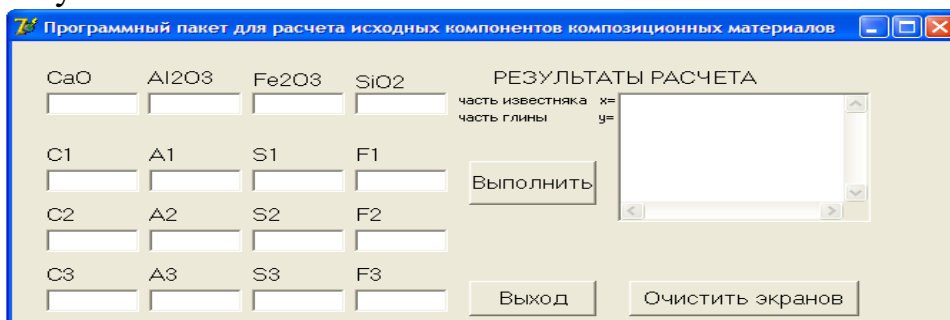 Программный пакет для расчета исходных компонентов композиционных материалов
CaO Al2O3 Fe2O3 SiO2 РЕЗУЛЬТАТЫ РАСЧЕТА
часть известняка x=
часть глины y=
C1 A1 S1 F1
Выполнить
C2 A2 S2 F2
C3 A3 S3 F3
Выход Очистить экранов